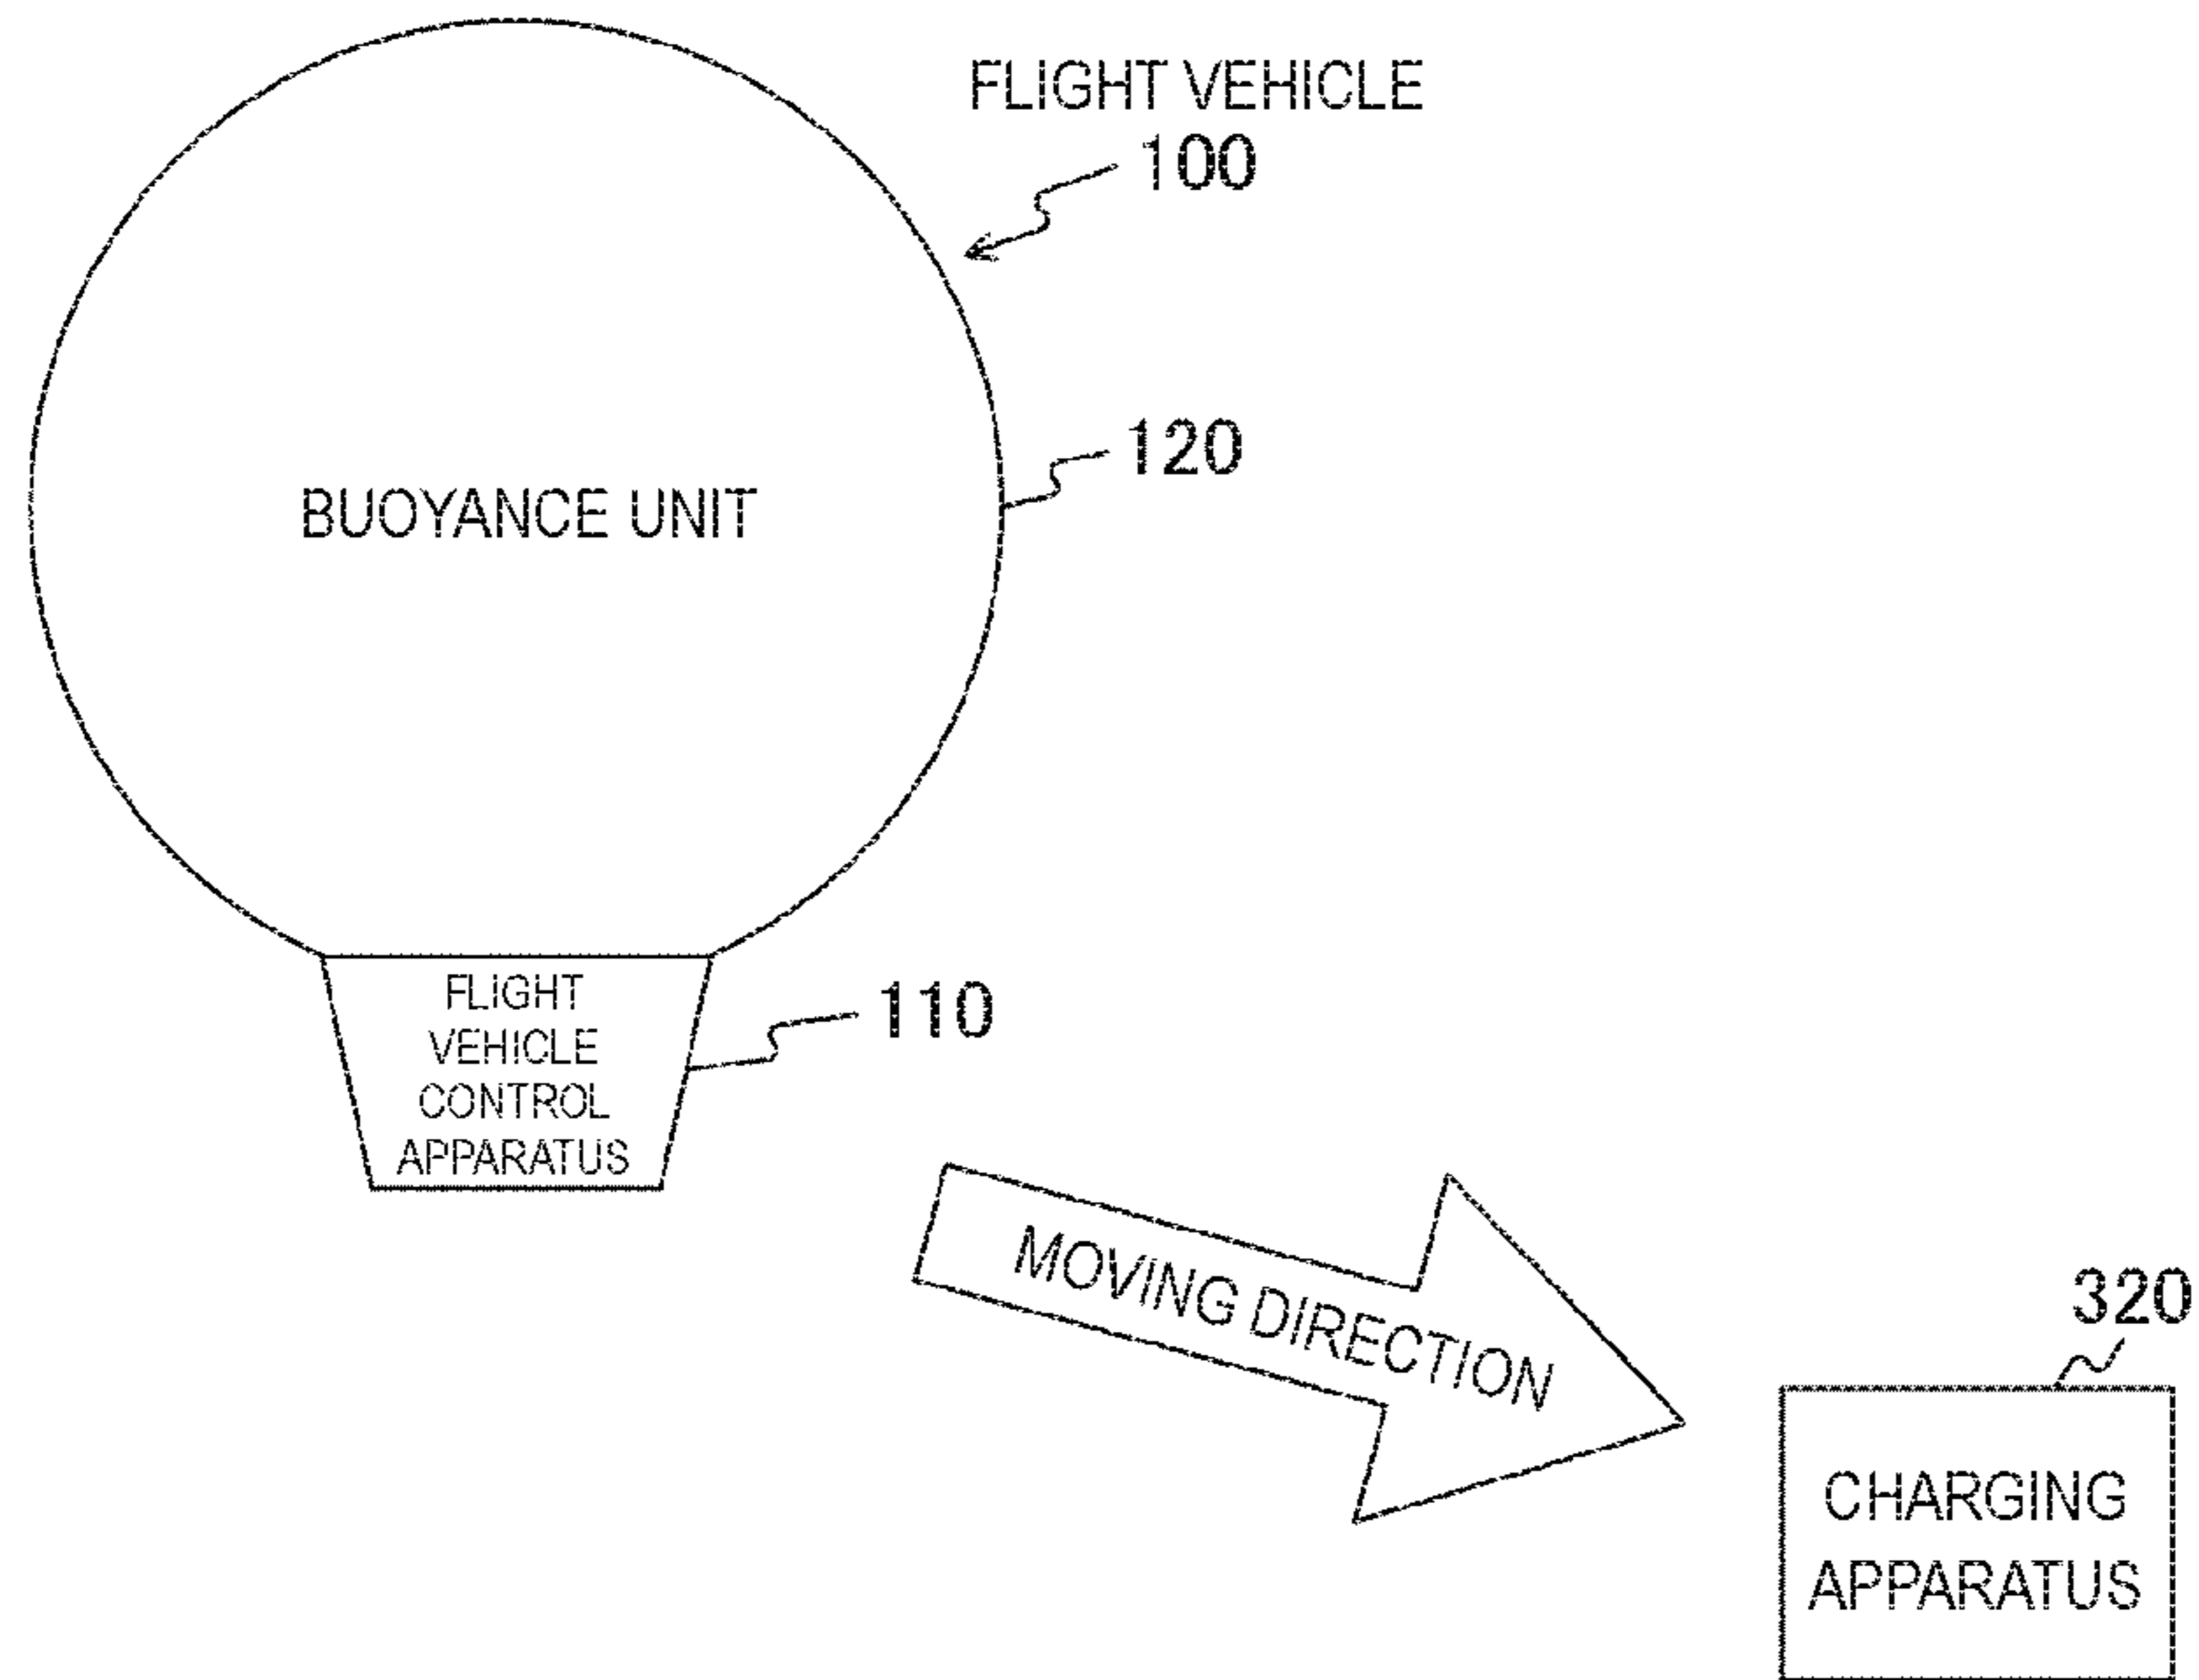 FLIGHT VEHICLE
100
120
BUOYANCE UNIT
FLIGHT
VEHICLE
CONTROL
APPARATUS
110
MOVING DIRECTION
320
CHARGING
APPARATUS